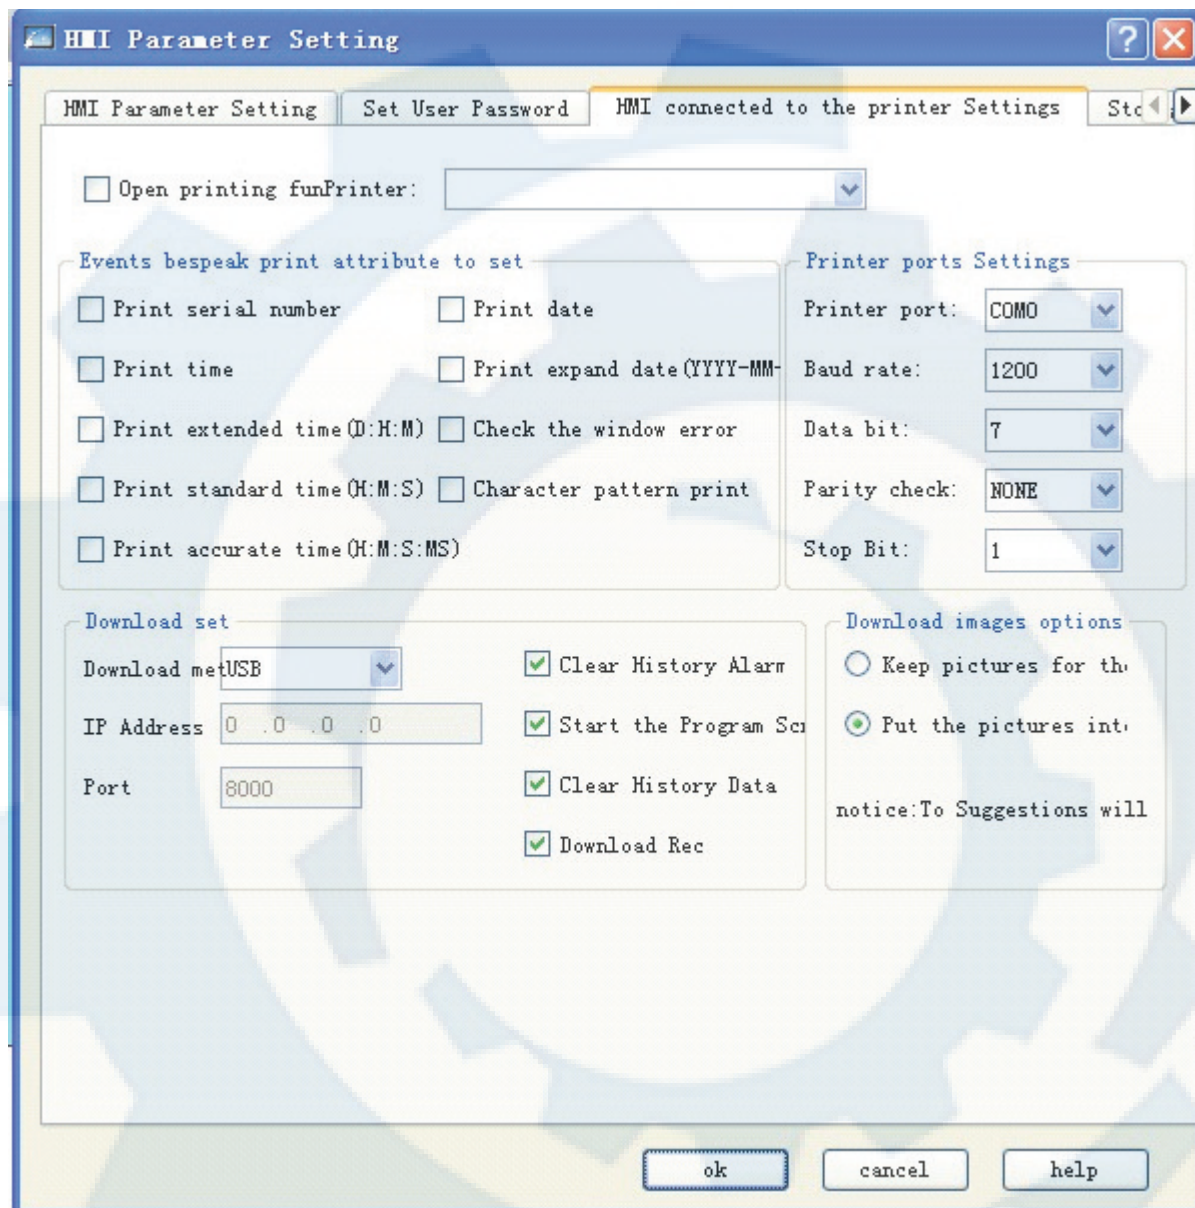 HMI Parameter Setting
HMI Parameter Setting Set User Password HMI connected to the printer Settings
Open printing funPrinter:
Events bespeak print attribute to set
Print serial number Print date
Print time Print expand date(YYYY-MM-
Print extended time(D:H:M) Check the window error
Print standard time(H:M:S) Character pattern print
Print accurate time(H:M:S:MS)
Printer ports Settings
Printer port: COM0
Baud rate: 1200
Data bit: 7
Parity check: NONE
Stop Bit: 1
Download set
Download metUSB
IP Address 0 .0 .0 .0
Port 8000
Clear History Alarm
Start the Program Scr
Clear History Data
Download Rec
Download images options
Keep pictures for the
Put the pictures into
notice:To Suggestions will
ok cancel help